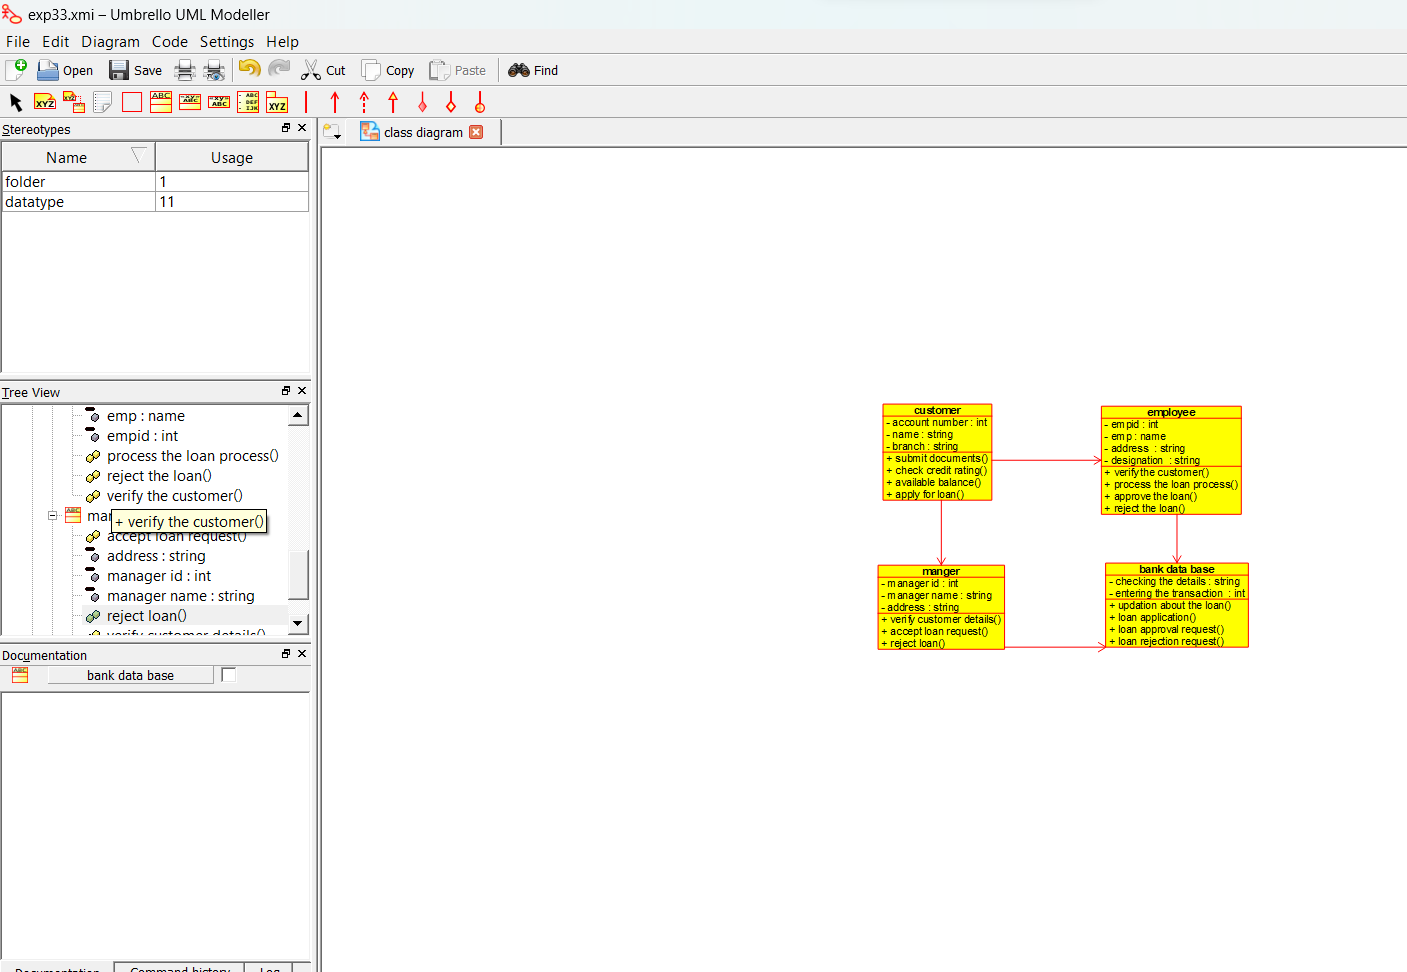 exp33.xmi – Umbrello UML Modeller
File Edit Diagram Code Settings Help
Open Save Cut Copy Paste Find
XYZ XYZ ABC ABC ABC ABC DEF IJK XYZ
Stereotypes
class diagram
Name Usage
folder 1
datatype 11
Tree View
emp : name
empid : int
process the loan process()
reject the loan()
verify the customer()
+ verify the customer()
accept loan request()
address : string
manager id : int
manager name : string
reject loan()
verify customer details()
Documentation
bank data base
Documentation Command history Log
customer
- account number : int
- name : string
- branch : string
+ submit documents()
+ check credit rating()
+ available balance()
+ apply for loan()
employee
- empid : int
- emp : name
- address : string
- designation : string
+ verify the customer()
+ process the loan process()
+ approve the loan()
+ reject the loan()
manger
- manager id : int
- manager name : string
- address : string
+ verify customer details()
+ accept loan request()
+ reject loan()
bank data base
- checking the details : string
- entering the transaction : int
+ updation about the loan()
+ loan application()
+ loan approval request()
+ loan rejection request()